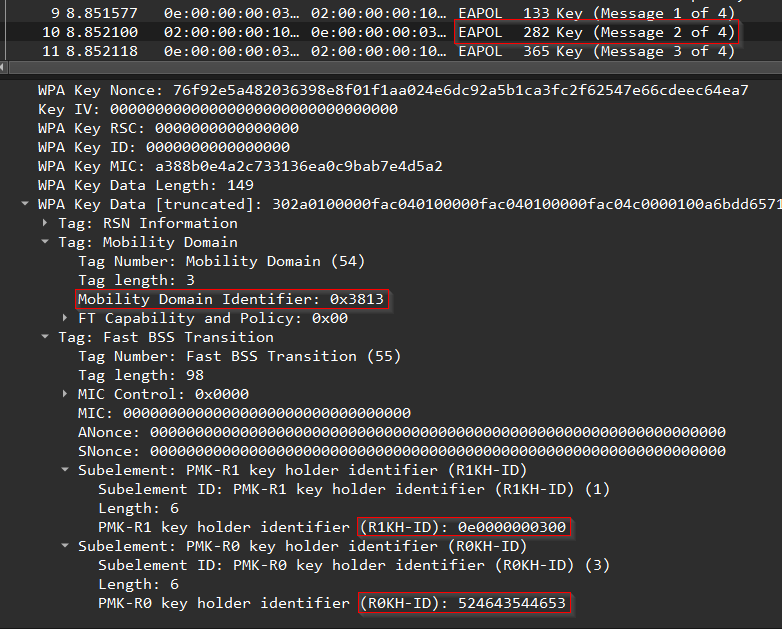 9 8.851577 0e:00:00:00:03… 02:00:00:00:10… EAPOL 133 Key (Message 1 of 4)
10 8.852100 02:00:00:00:10… 0e:00:00:00:03… EAPOL 282 Key (Message 2 of 4)
11 8.852118 0e:00:00:00:03… 02:00:00:00:10… EAPOL 365 Key (Message 3 of 4)
WPA Key Nonce: 76f92e5a482036398e8f01f1aa024e6dc92a5b1ca3fc2f62547e66cdeec64ea7
Key IV: 00000000000000000000000000000000
WPA Key RSC: 0000000000000000
WPA Key ID: 0000000000000000
WPA Key MIC: a388b0e4a2c733136ea0c9bab7e4d5a2
WPA Key Data Length: 149
WPA Key Data [truncated]: 302a0100000fac040100000fac040100000fac04c0000100a6bdd6571
Tag: RSN Information
Tag: Mobility Domain
Tag Number: Mobility Domain (54)
Tag length: 3
Mobility Domain Identifier: 0x3813
FT Capability and Policy: 0x00
Tag: Fast BSS Transition
Tag Number: Fast BSS Transition (55)
Tag length: 98
MIC Control: 0x0000
MIC: 00000000000000000000000000000000
ANonce: 0000000000000000000000000000000000000000000000000000000000000000
SNonce: 0000000000000000000000000000000000000000000000000000000000000000
Subelement: PMK-R1 key holder identifier (R1KH-ID)
Subelement ID: PMK-R1 key holder identifier (R1KH-ID) (1)
Length: 6
PMK-R1 key holder identifier (R1KH-ID): 0e0000000300
Subelement: PMK-R0 key holder identifier (R0KH-ID)
Subelement ID: PMK-R0 key holder identifier (R0KH-ID) (3)
Length: 6
PMK-R0 key holder identifier (R0KH-ID): 524643544653